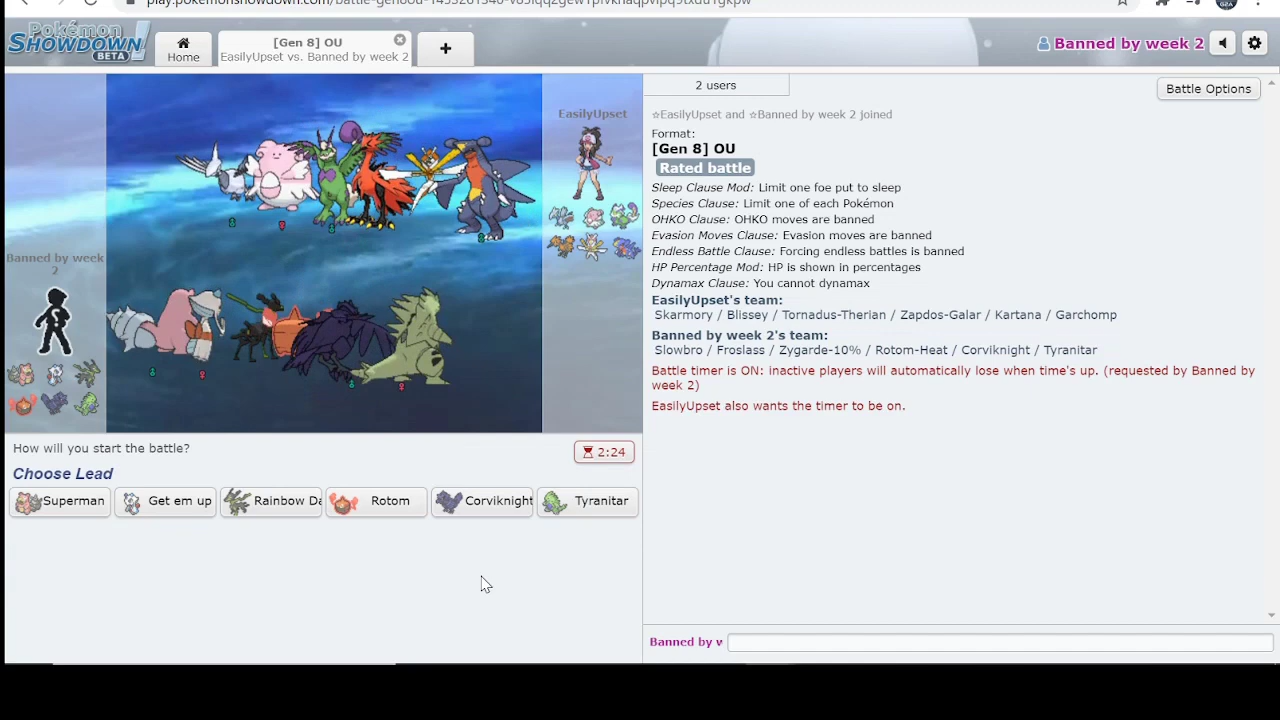 [Gen 8] OU
EasilyUpset vs. Banned by week 2
+
Pokémon
SHOWDOWN!
BETA
Home
Banned by week 2
EasilyUpset
Banned by week
2
How will you start the battle?
2:24
Choose Lead
Superman
Get em up
Rainbow Da
Rotom
Corviknight
Tyranitar
2 users
Battle Options
☆EasilyUpset and ☆Banned by week 2 joined
Format:
[Gen 8] OU
Rated battle
Sleep Clause Mod: Limit one foe put to sleep
Species Clause: Limit one of each Pokémon
OHKO Clause: OHKO moves are banned
Evasion Moves Clause: Evasion moves are banned
Endless Battle Clause: Forcing endless battles is banned
HP Percentage Mod: HP is shown in percentages
Dynamax Clause: You cannot dynamax
EasilyUpset's team:
Skarmory / Blissey / Tornadus-Therian / Zapdos-Galar / Kartana / Garchomp
Banned by week 2's team:
Slowbro / Froslass / Zygarde-10% / Rotom-Heat / Corviknight / Tyranitar
Battle timer is ON: inactive players will automatically lose when time's up. (requested by Banned by
week 2)
EasilyUpset also wants the timer to be on.
Banned by v